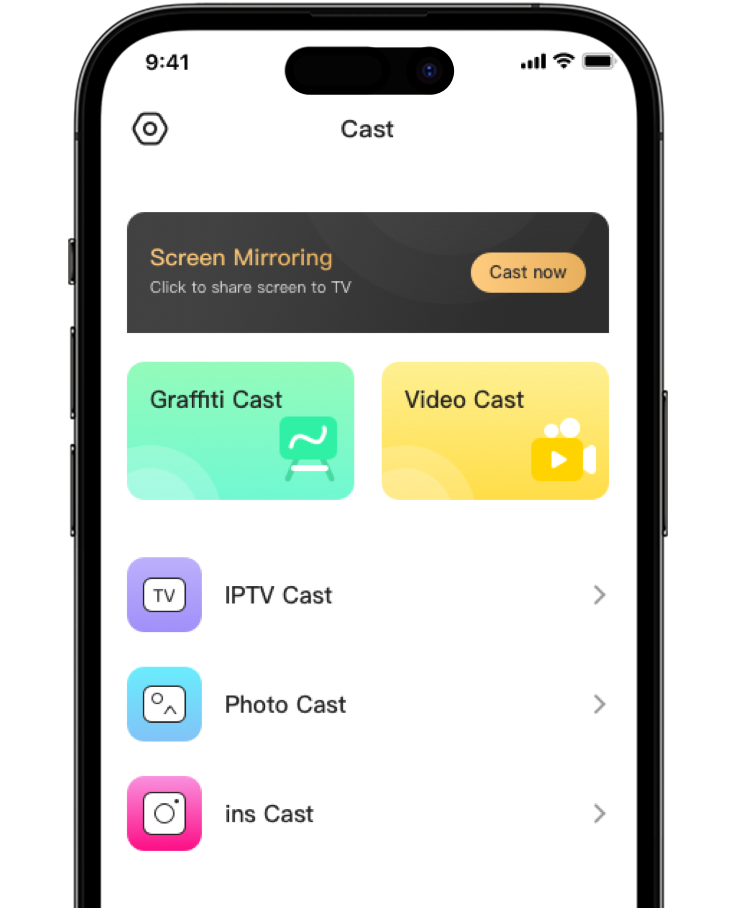 9:41
Cast
Screen Mirroring
Click to share screen to TV
Cast now
Graffiti Cast
Video Cast
TV
IPTV Cast
Photo Cast
ins Cast